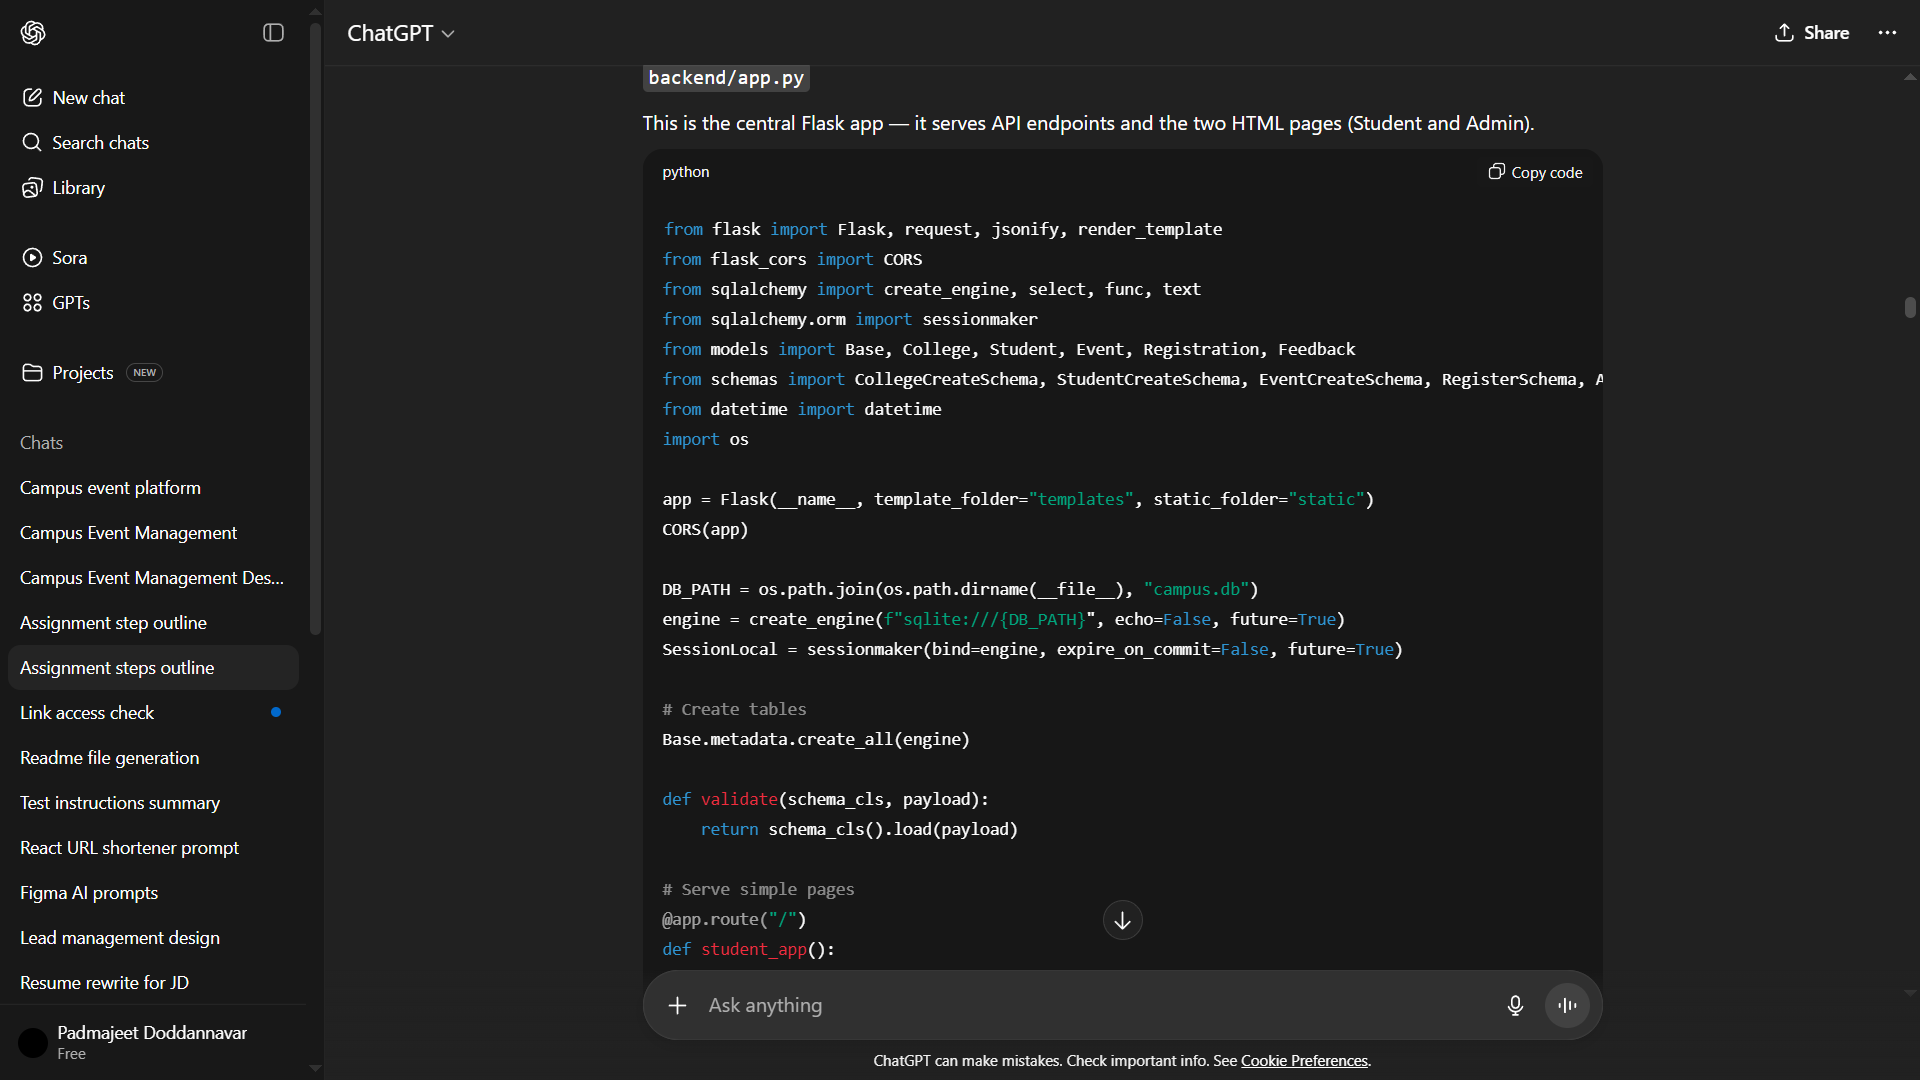 New chat
Search chats
Library
Sora
GPTs
Projects NEW
Chats
Campus event platform
Campus Event Management
Campus Event Management Des...
Assignment step outline
Assignment steps outline
Link access check
Readme file generation
Test instructions summary
React URL shortener prompt
Figma AI prompts
Lead management design
Resume rewrite for JD
Padmajeet Doddannavar
Free
ChatGPT
Share
backend/app.py
This is the central Flask app — it serves API endpoints and the two HTML pages (Student and Admin).
python
Copy code
from flask import Flask, request, jsonify, render_template
from flask_cors import CORS
from sqlalchemy import create_engine, select, func, text
from sqlalchemy.orm import sessionmaker
from models import Base, College, Student, Event, Registration, Feedback
from schemas import CollegeCreateSchema, StudentCreateSchema, EventCreateSchema, RegisterSchema, A
from datetime import datetime
import os
app = Flask(__name__, template_folder="templates", static_folder="static")
CORS(app)
DB_PATH = os.path.join(os.path.dirname(__file__), "campus.db")
engine = create_engine(f"sqlite:///{DB_PATH}", echo=False, future=True)
SessionLocal = sessionmaker(bind=engine, expire_on_commit=False, future=True)
# Create tables
Base.metadata.create_all(engine)
def validate(schema_cls, payload):
    return schema_cls().load(payload)
# Serve simple pages
@app.route("/")
def student_app():
Ask anything
ChatGPT can make mistakes. Check important info. See Cookie Preferences.